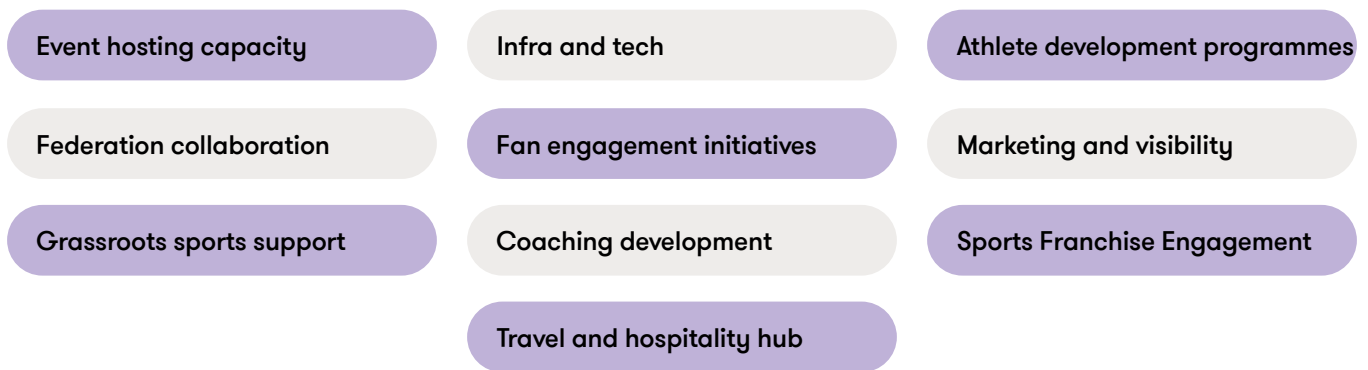 Event hosting capacity
Infra and tech
Athlete development programmes
Federation collaboration
Fan engagement initiatives
Marketing and visibility
Grassroots sports support
Coaching development
Sports Franchise Engagement
Travel and hospitality hub